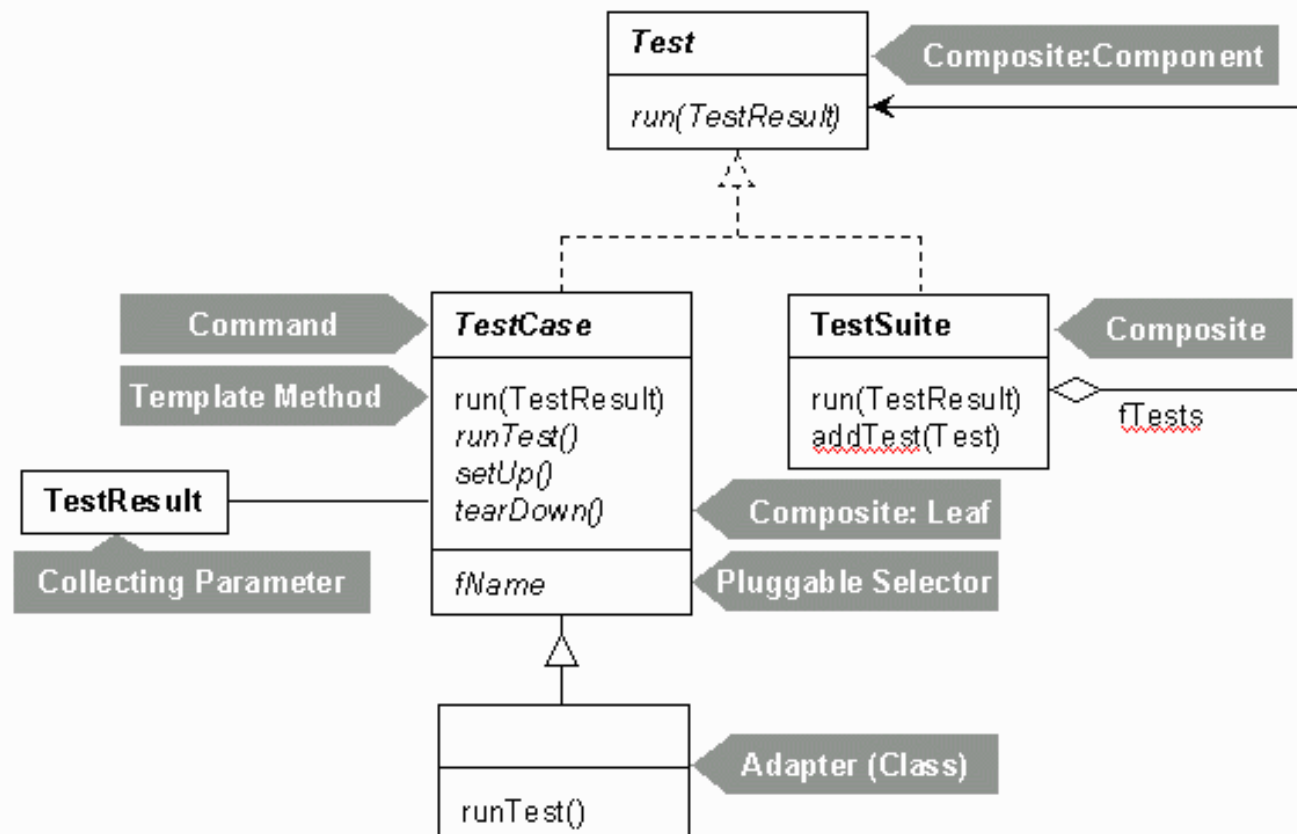 Test
Composite:Component
run(TestResult)
Command
TestCase
TestSuite
Composite
Template Method
run(TestResult)
runTest()
setUp()
tearDown()
run(TestResult)
addTest(Test)
fTests
TestResult
Composite: Leaf
Collecting Parameter
fName
Pluggable Selector
Adapter (Class)
runTest()